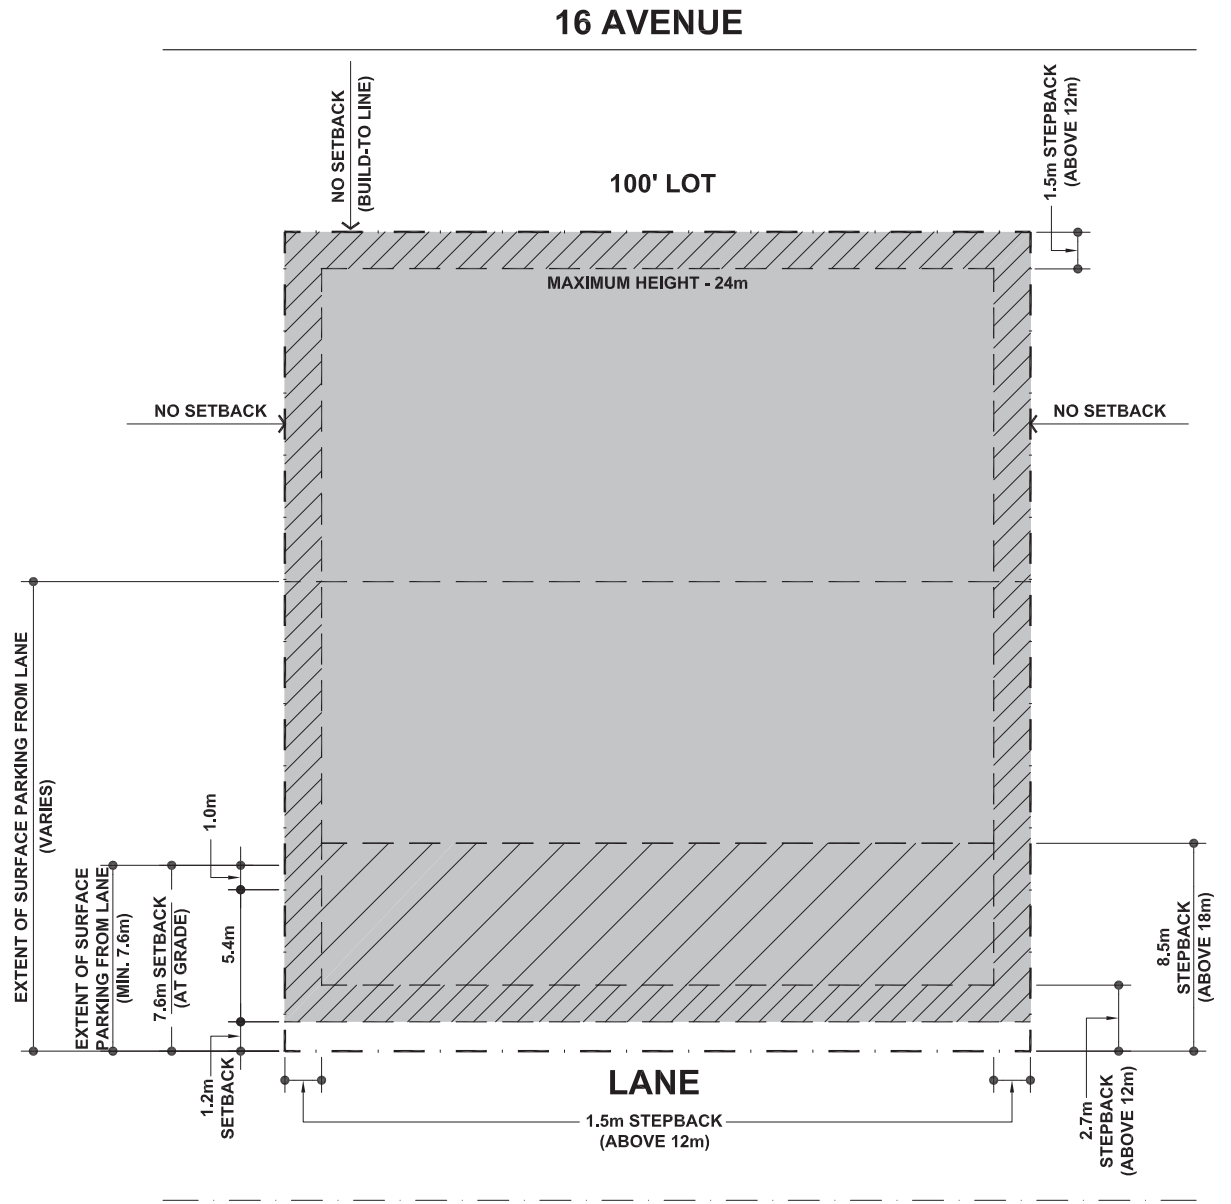 16 AVENUE
NO SETBACK
(BUILD-TO LINE)
1.5m STEPBACK
(ABOVE 12m)
100' LOT
MAXIMUM HEIGHT - 24m
NO SETBACK
NO SETBACK
EXTENT OF SURFACE PARKING FROM LANE
(VARIES)
EXTENT OF SURFACE
PARKING FROM LANE
(MIN. 7.6m)
7.6m SETBACK
(AT GRADE)
1.0m
5.4m
1.2m
SETBACK
8.5m
STEPBACK
(ABOVE 18m)
2.7m
STEPBACK
(ABOVE 12m)
LANE
1.5m STEPBACK
(ABOVE 12m)